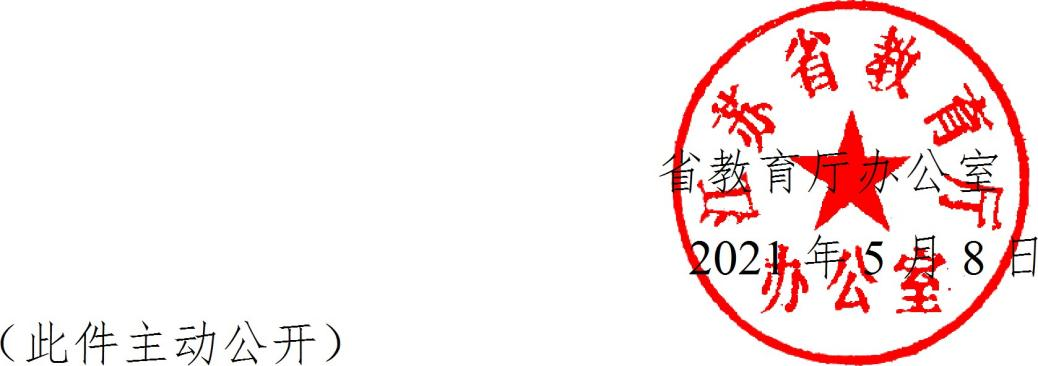 江苏省教育厅
办公室
省教育厅办公室
2021 年 5 月 8 日
（此件主动公开）